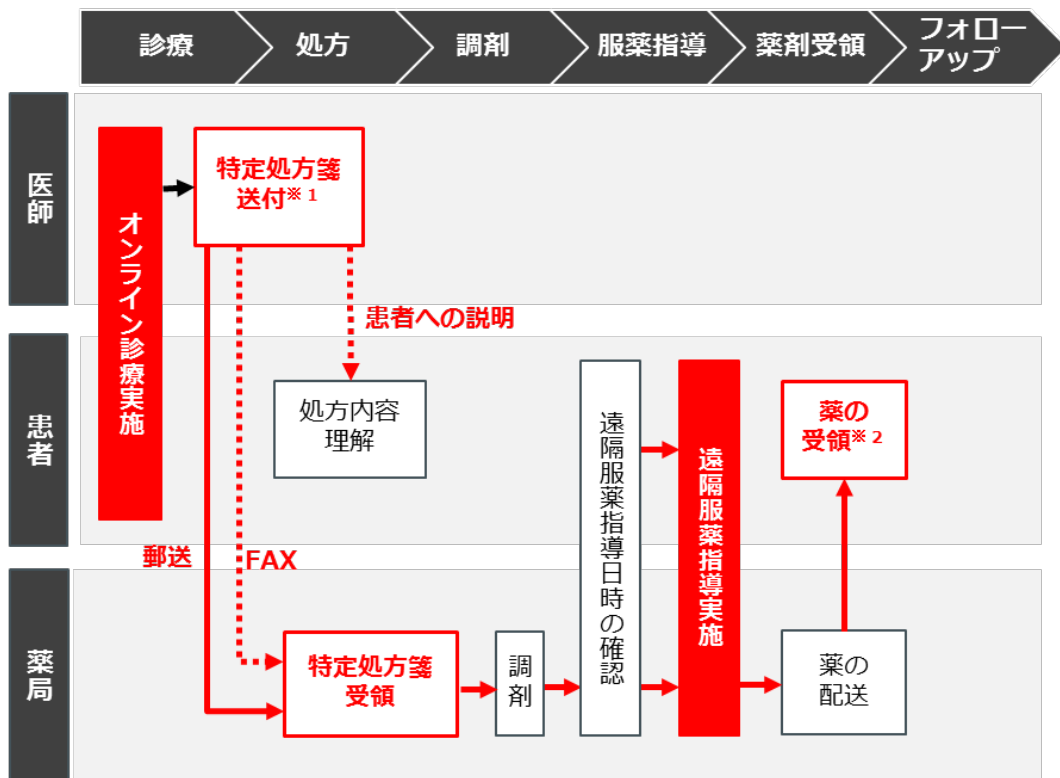 診療
処方
調剤
服薬指導
薬剤受領
フォロー
アップ
医師
オンライン診療実施
特定処方箋
送付※1
患者への説明
患者
処方内容
理解
遠隔服薬指導日時の確認
遠隔服薬指導実施
薬の
受領※2
郵送
FAX
薬局
特定処方箋
受領
調剤
薬の
配送